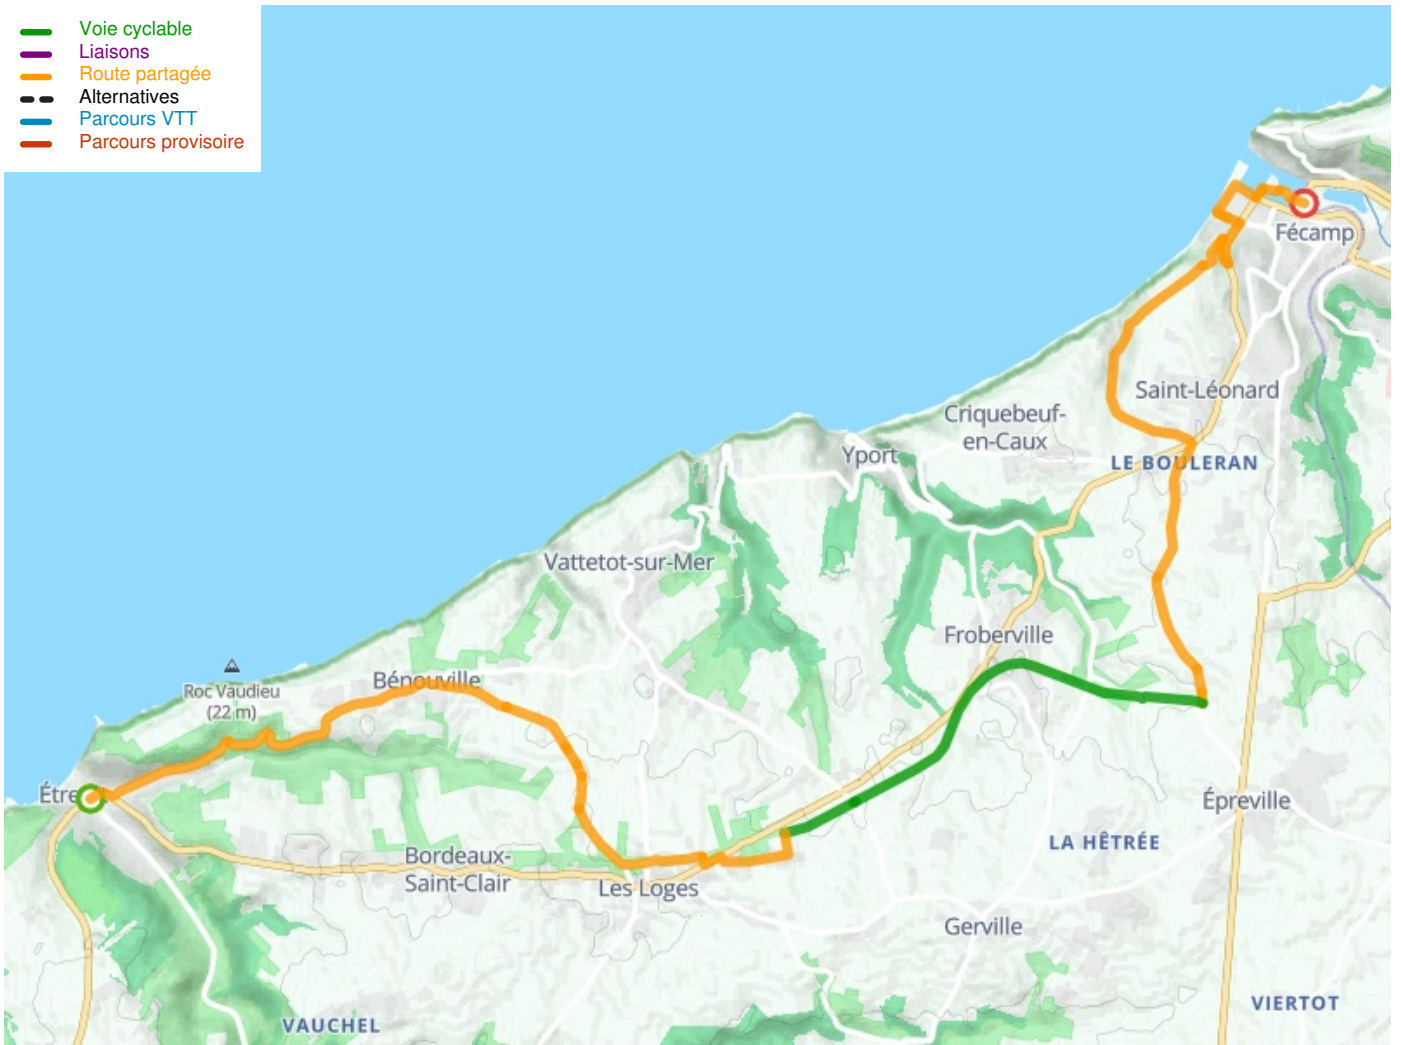 Voie cyclable
Liaisons
Route partagée
Alternatives
Parcours VTT
Parcours provisoire
Fécamp
Saint-Léonard
Criquebeuf-
en-Caux
Yport
LE BOULERAN
Vattetot-sur-Mer
Froberville
Bénouville
Roc Vaudieu
(22 m)
Étre
Épreville
LA HÊTRÉE
Bordeaux-
Saint-Clair
Les Loges
Gerville
VIERTOT
VAUCHEL